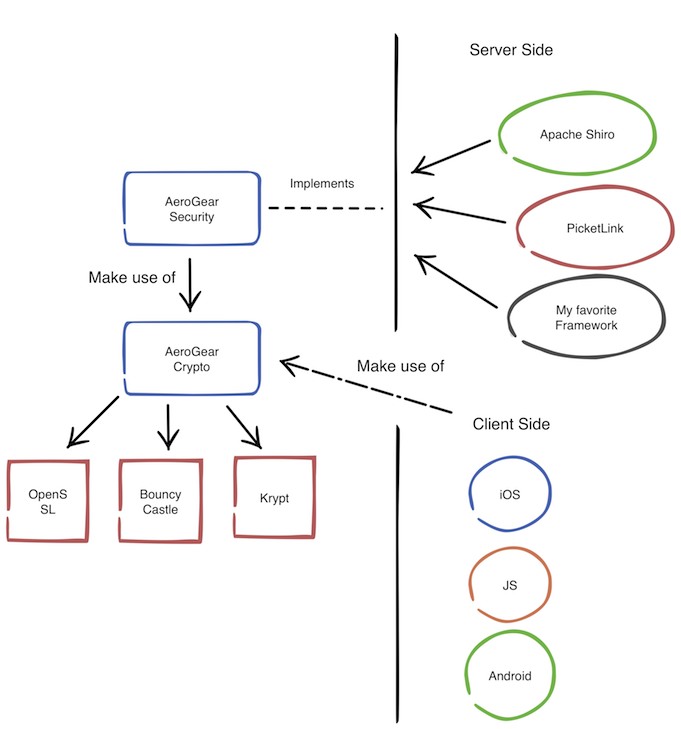 Server Side
Apache Shiro
Implements
AeroGear
Security
PicketLink
Make use of
My favorite
Framework
AeroGear
Crypto
Make use of
Client Side
OpenS
SL
Bouncy
Castle
Krypt
iOS
JS
Android